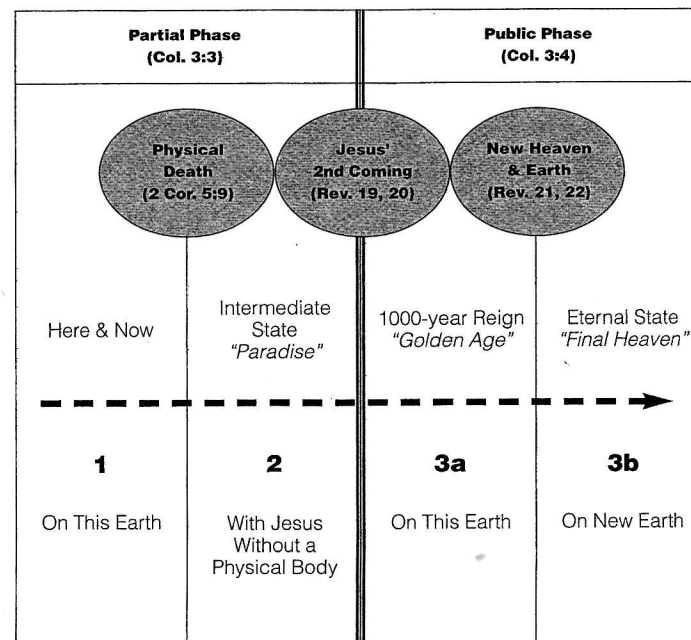 Partial Phase
(Col. 3:3)
Public Phase
(Col. 3:4)
Physical
Death
(2 Cor. 5:9)
Jesus'
2nd Coming
(Rev. 19, 20)
New Heaven
& Earth
(Rev. 21, 22)
Here & Now
Intermediate
State
"Paradise"
1000-year Reign
"Golden Age"
Eternal State
"Final Heaven"
1
2
3a
3b
On This Earth
With Jesus
Without a
Physical Body
On This Earth
On New Earth